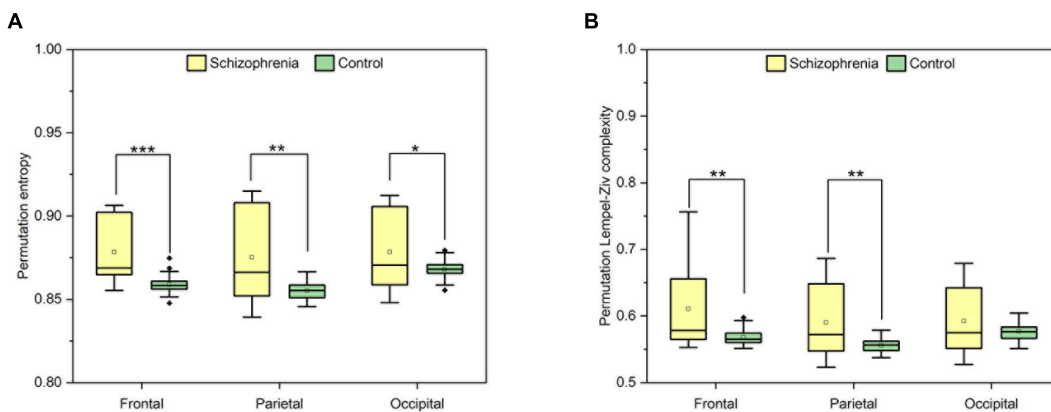 A
Permutation entropy
1.00
0.95
0.90
0.85
0.80
Schizophrenia Control
*** ** *
Frontal Parietal Occipital
B
Permutation Lempel-Ziv complexity
1.0
0.9
0.8
0.7
0.6
0.5
Schizophrenia Control
** **
Frontal Parietal Occipital